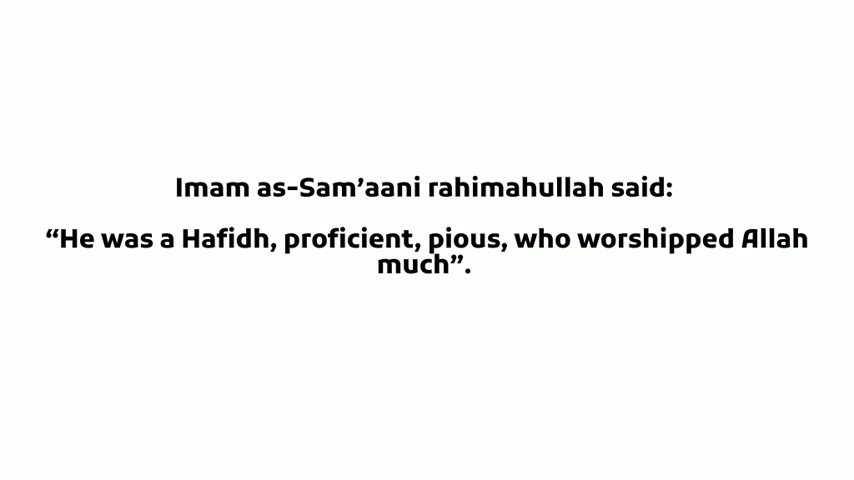 Imam as-Sam’aani rahimahullah said:
“He was a Hafidh, proficient, pious, who worshipped Allah
much”.